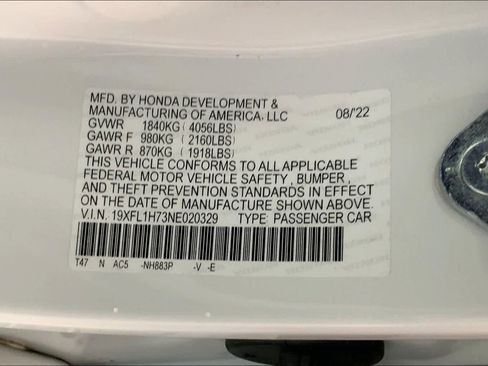 MFD. BY HONDA DEVELOPMENT &
MANUFACTURING OF AMERICA, LLC 08/22
GVWR 1840KG ( 4056LBS)
GAWR F 980KG ( 2160LBS)
GAWR R 870KG ( 1918LBS)
THIS VEHICLE CONFORMS TO ALL APPLICABLE
FEDERAL MOTOR VEHICLE SAFETY , BUMPER ,
AND THEFT PREVENTION STANDARDS IN EFFECT
ON THE DATE OF MANUFACTURE SHOWN ABOVE.
V.I.N. 19XFL1H73NE020329 TYPE: PASSENGER CAR
T47 N AC5 -NH883P -V -E